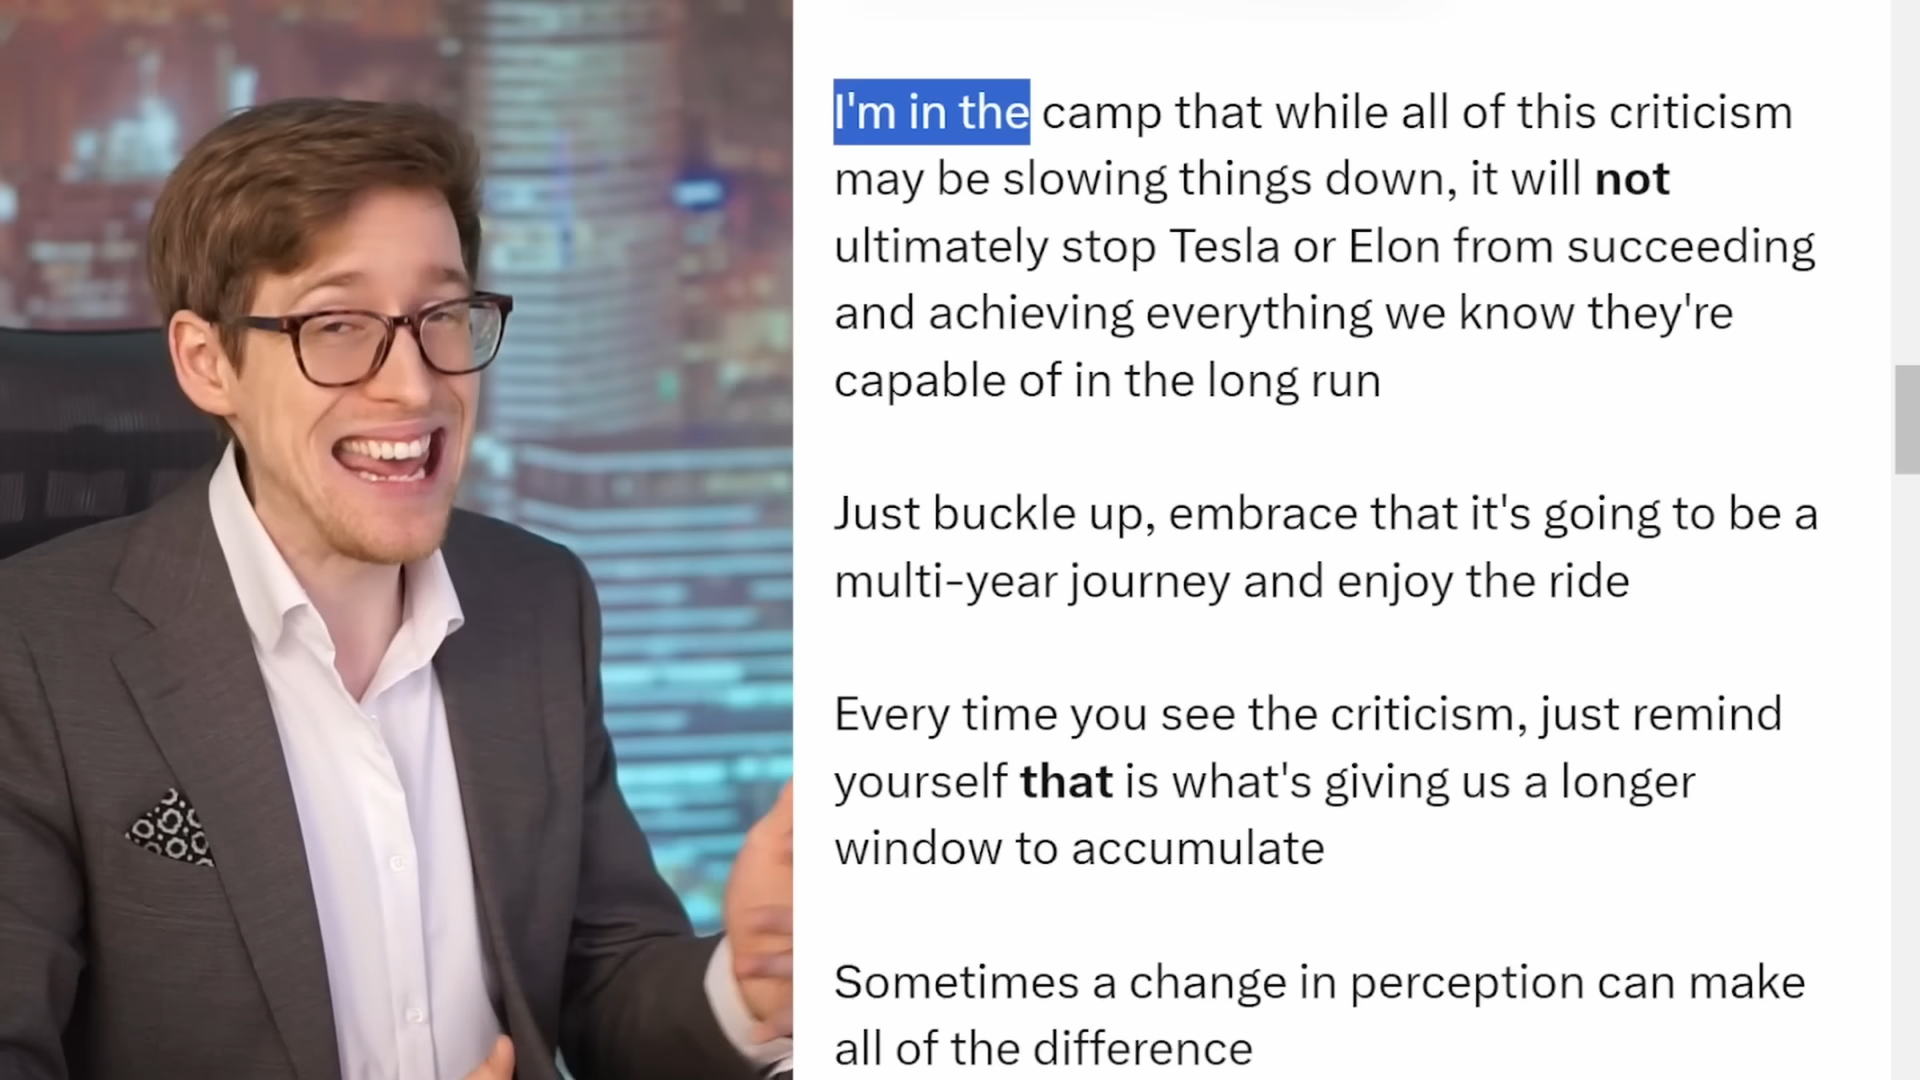 I'm in the camp that while all of this criticism
may be slowing things down, it will not
ultimately stop Tesla or Elon from succeeding
and achieving everything we know they're
capable of in the long run
Just buckle up, embrace that it's going to be a
multi-year journey and enjoy the ride
Every time you see the criticism, just remind
yourself that is what's giving us a longer
window to accumulate
Sometimes a change in perception can make
all of the difference